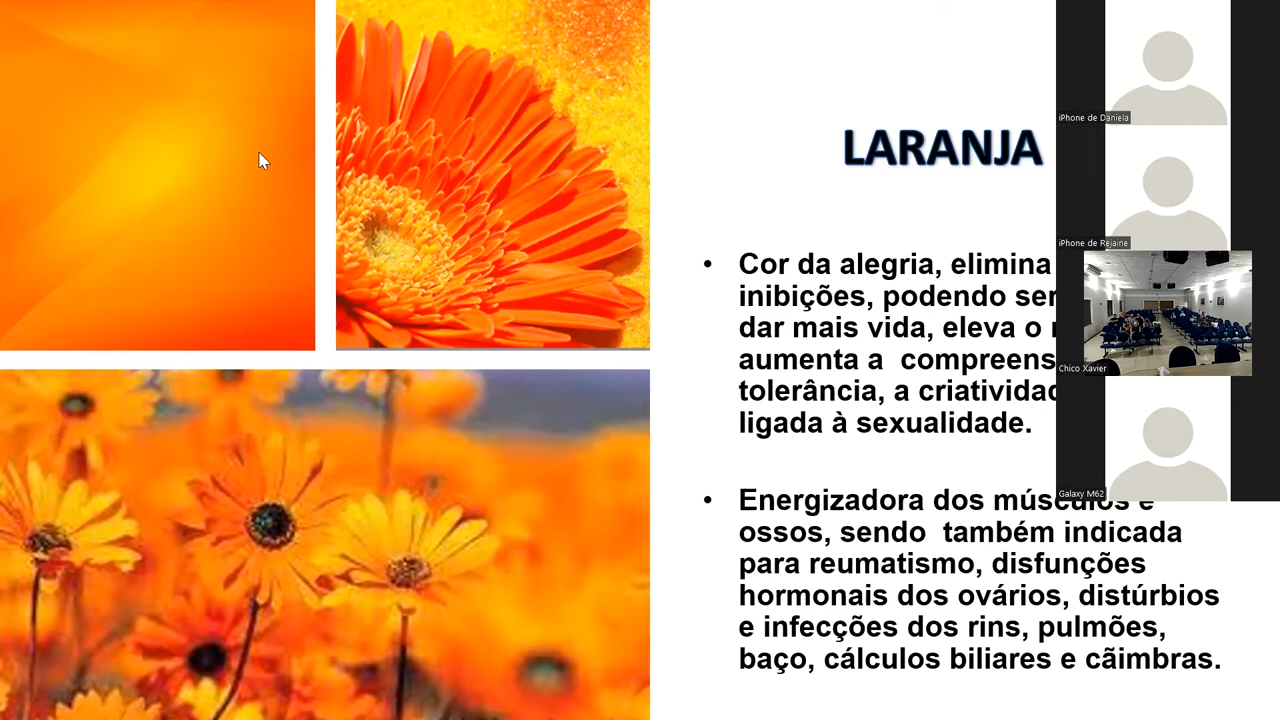 LARANJA
• Cor da alegria, elimina
inibições, podendo ser
dar mais vida, eleva o
aumenta a compreens
tolerância, a criatividad
ligada à sexualidade.
• Energizadora dos músculos e
ossos, sendo também indicada
para reumatismo, disfunções
hormonais dos ovários, distúrbios
e infecções dos rins, pulmões,
baço, cálculos biliares e cãimbras.
iPhone de Daniela
iPhone de Rejaine
Chico Xavier
Galaxy M62